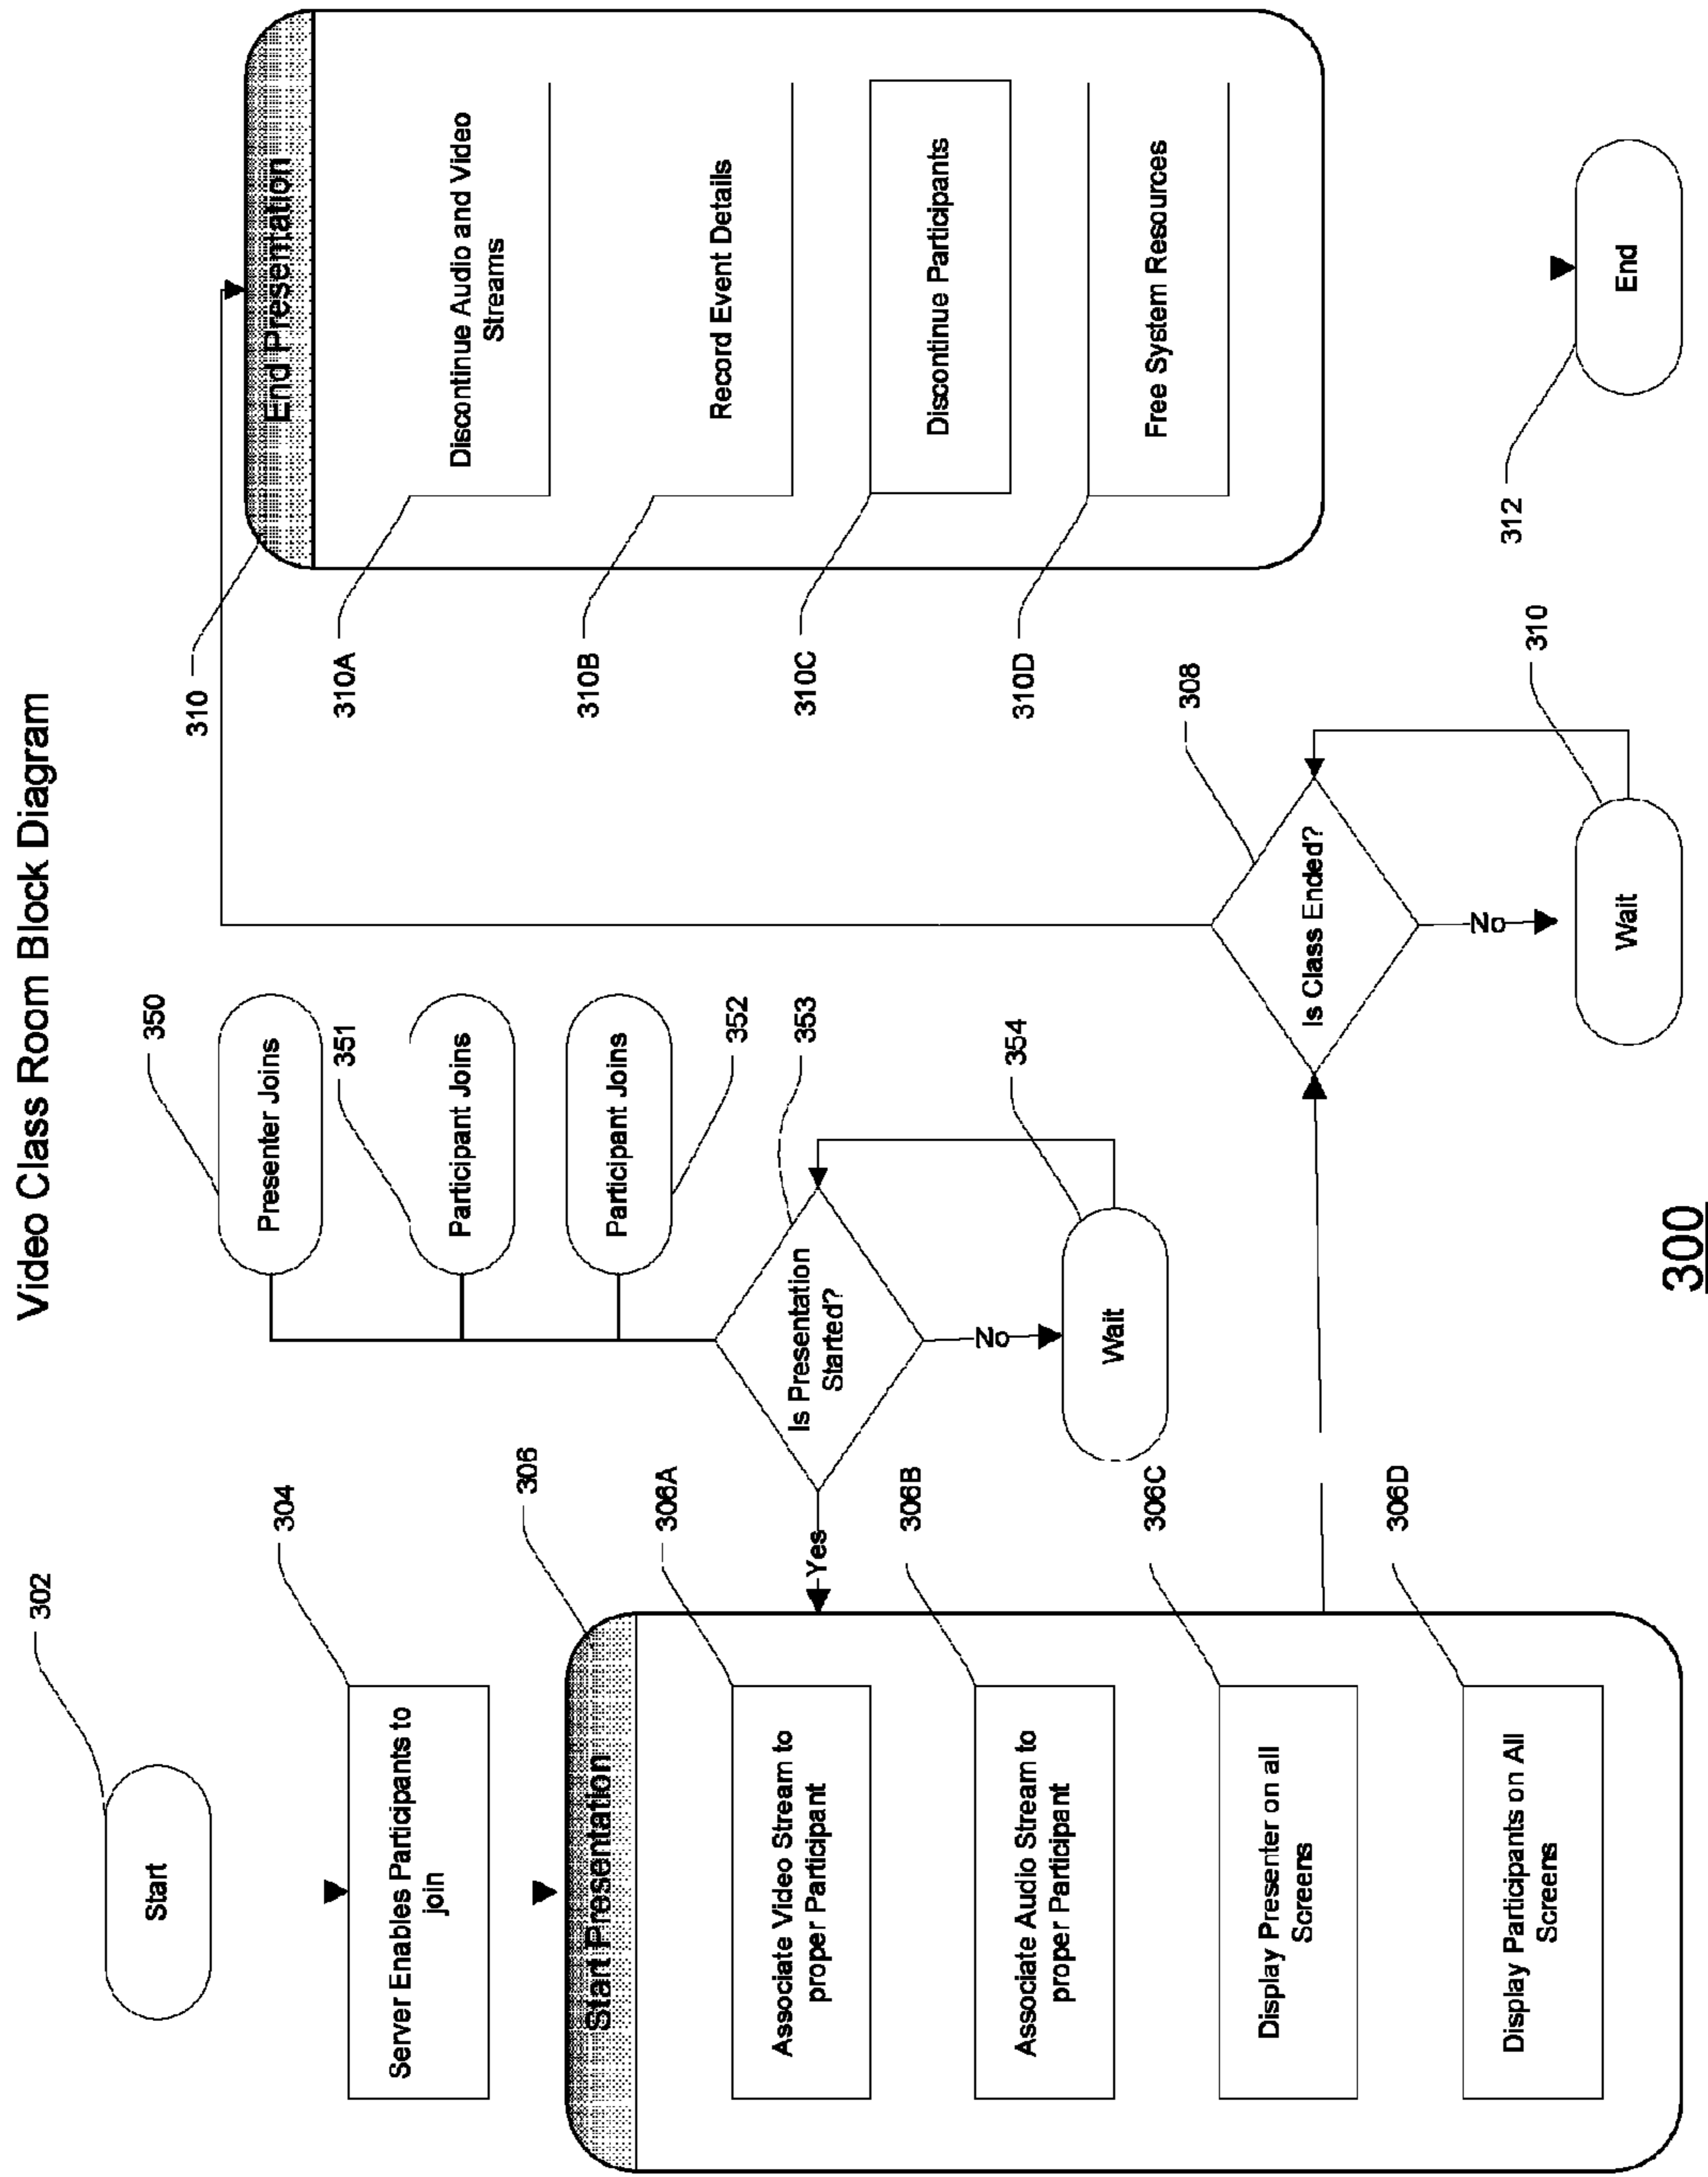 Video Class Room Block Diagram
302
Start
304
Server Enables Participants to
join
306
Start Presentation
306A
Associate Video Stream to
proper Participant
306B
Associate Audio Stream to
proper Participant
306C
Display Presenter on all
Screens
306D
Display Participants on All
Screens
350
Presenter Joins
351
Participant Joins
352
Participant Joins
353
Is Presentation
Started?
Yes
No
354
Wait
308
Is Class Ended?
No
310
Wait
310
End Presentation
310A
Discontinue Audio and Video
Streams
310B
Record Event Details
310C
Discontinue Participants
310D
Free System Resources
312
End
300